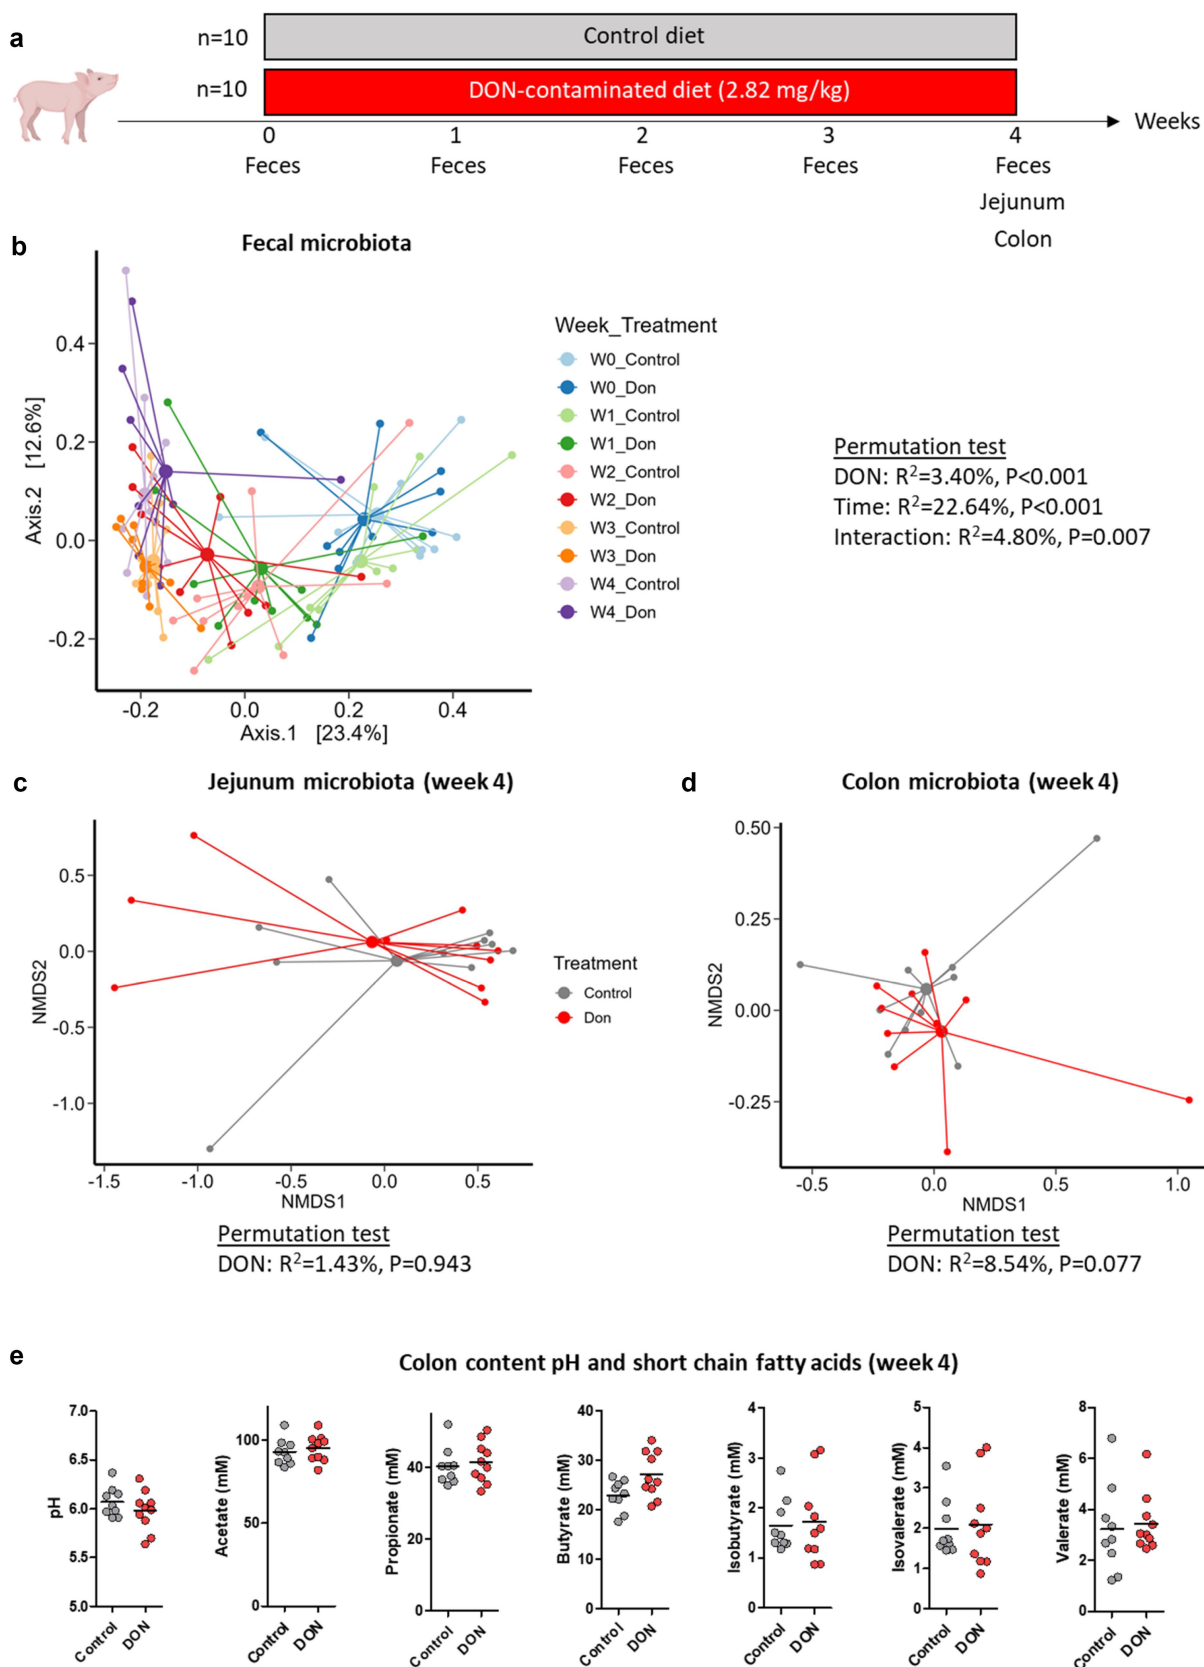 a
n=10
Control diet
n=10
DON-contaminated diet (2.82 mg/kg)
Weeks
0 1 2 3 4
Feces Feces Feces Feces Feces
Jejunum
Colon
b
Fecal microbiota
Axis.2 [12.6%]
0.4
0.2
0.0
-0.2
-0.2 0.0 0.2 0.4
Axis.1 [23.4%]
Week_Treatment
W0_Control
W0_Don
W1_Control
W1_Don
W2_Control
W2_Don
W3_Control
W3_Don
W4_Control
W4_Don
Permutation test
DON: R²=3.40%, P<0.001
Time: R²=22.64%, P<0.001
Interaction: R²=4.80%, P=0.007
c
Jejunum microbiota (week 4)
NMDS2
0.5
0.0
-0.5
-1.0
-1.5 -1.0 -0.5 0.0 0.5
NMDS1
Treatment
Control
Don
Permutation test
DON: R²=1.43%, P=0.943
d
Colon microbiota (week 4)
NMDS2
0.50
0.25
0.00
-0.25
-0.5 0.0 0.5 1.0
NMDS1
Permutation test
DON: R²=8.54%, P=0.077
e
Colon content pH and short chain fatty acids (week 4)
pH
7.0
6.5
6.0
5.5
5.0
Control DON
Acetate (mM)
100
50
0
Control DON
Propionate (mM)
40
20
0
Control DON
Butyrate (mM)
40
30
20
10
0
Control DON
Isobutyrate (mM)
4
3
2
1
0
Control DON
Isovalerate (mM)
5
4
3
2
1
0
Control DON
Valerate (mM)
8
6
4
2
0
Control DON